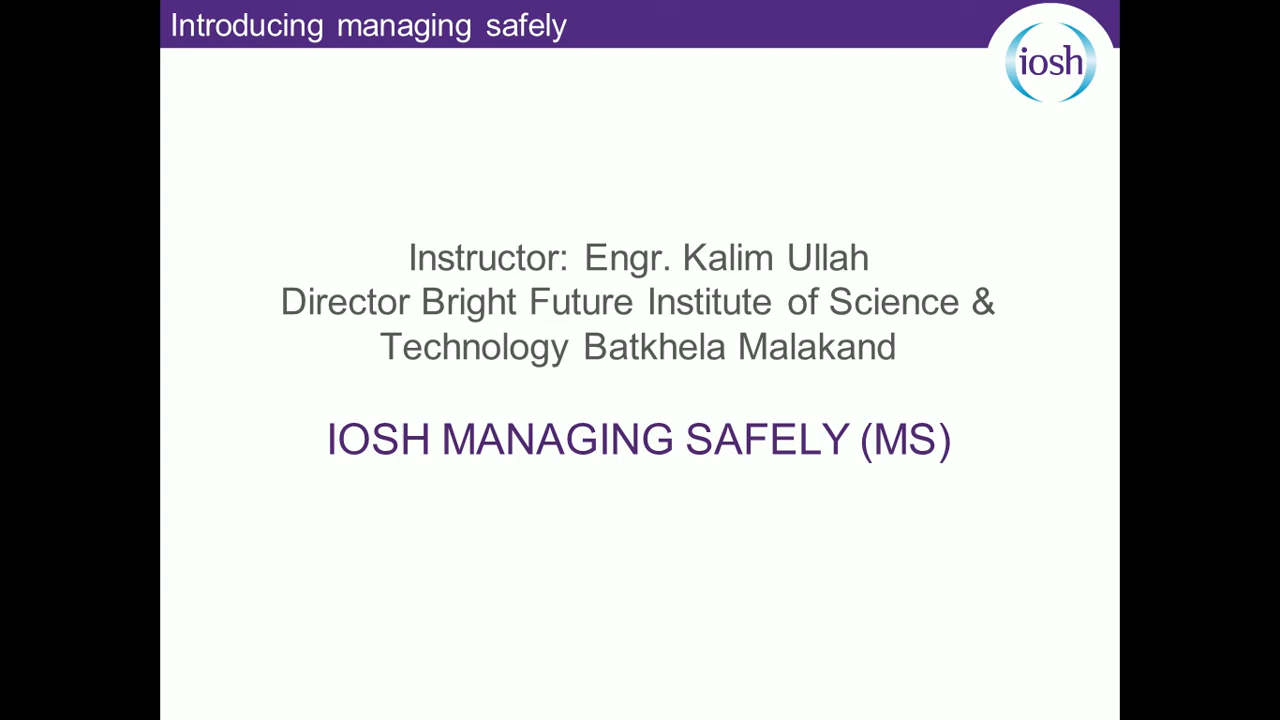 Introducing managing safely
iosh
Instructor: Engr. Kalim Ullah
Director Bright Future Institute of Science &
Technology Batkhela Malakand
IOSH MANAGING SAFELY (MS)